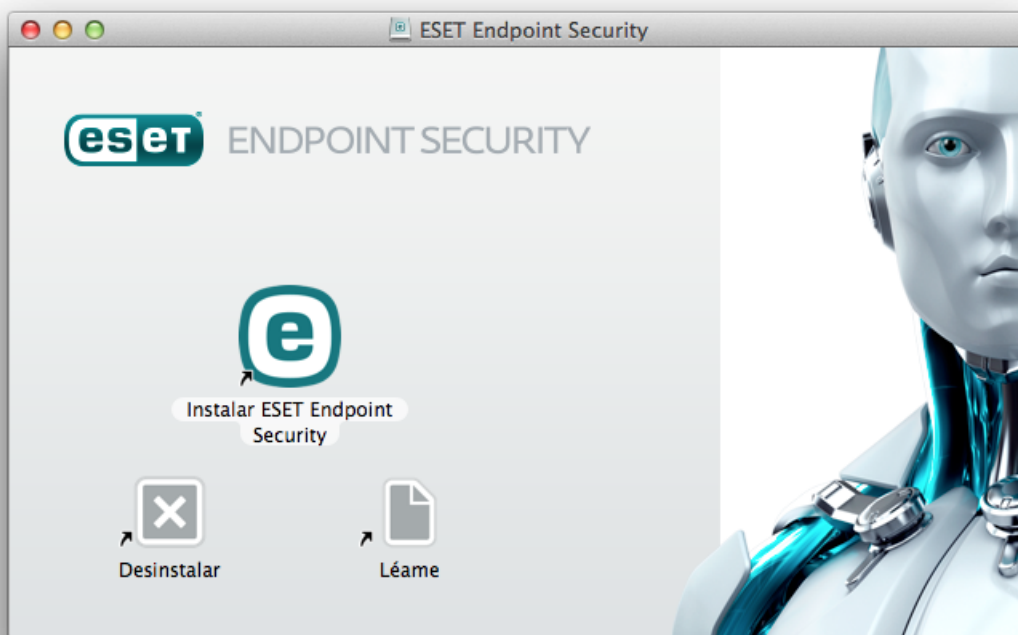 ESET Endpoint Security
eset ENDPOINT SECURITY
Instalar ESET Endpoint
Security
Desinstalar
Léame